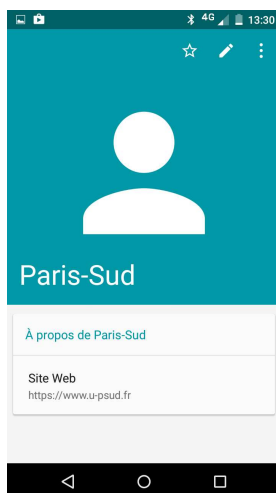 4G 13:30
Paris-Sud
À propos de Paris-Sud
Site Web
https://www.u-psud.fr